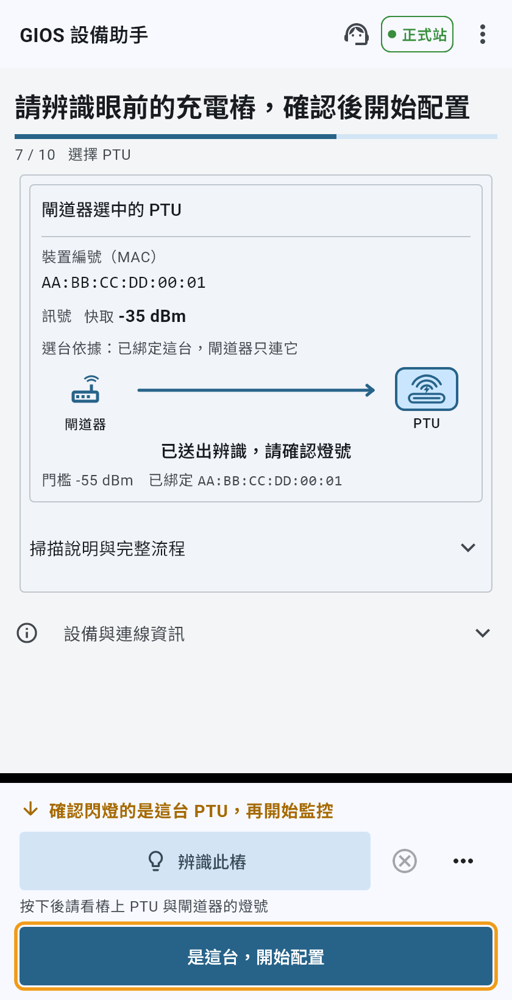 GIOS 設備助手
正式站
請辨識眼前的充電樁，確認後開始配置
7 / 10 選擇 PTU
閘道器選中的 PTU
裝置編號（MAC）
AA:BB:CC:DD:00:01
訊號 快取 -35 dBm
選台依據：已綁定這台，閘道器只連它
閘道器
PTU
已送出辨識，請確認燈號
門檻 -55 dBm 已綁定 AA:BB:CC:DD:00:01
掃描說明與完整流程
設備與連線資訊
確認閃燈的是這台 PTU，再開始監控
辨識此樁
按下後請看樁上 PTU 與閘道器的燈號
是這台，開始配置